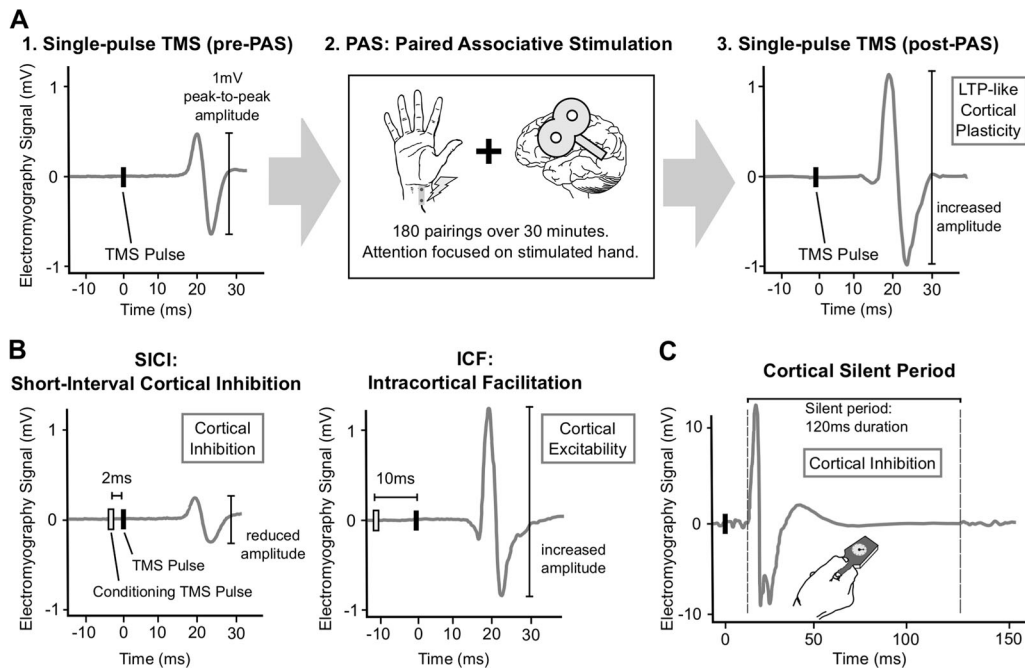 A
1. Single-pulse TMS (pre-PAS)
Electromyography Signal (mV)
1
0
-1
1mV
peak-to-peak
amplitude
TMS Pulse
-10 0 10 20 30
Time (ms)
2. PAS: Paired Associative Stimulation
+
180 pairings over 30 minutes.
Attention focused on stimulated hand.
3. Single-pulse TMS (post-PAS)
Electromyography Signal (mV)
1
0
-1
LTP-like
Cortical
Plasticity
increased
amplitude
TMS Pulse
-10 0 10 20 30
Time (ms)
B
SICI:
Short-Interval Cortical Inhibition
Electromyography Signal (mV)
1
0
-1
Cortical
Inhibition
2ms
reduced
amplitude
TMS Pulse
Conditioning TMS Pulse
-10 0 10 20 30
Time (ms)
ICF:
Intracortical Facilitation
Electromyography Signal (mV)
1
0
-1
Cortical
Excitability
10ms
increased
amplitude
-10 0 10 20 30
Time (ms)
C
Cortical Silent Period
Electromyography Signal (mV)
10
0
-10
Silent period:
120ms duration
Cortical Inhibition
0 50 100 150
Time (ms)